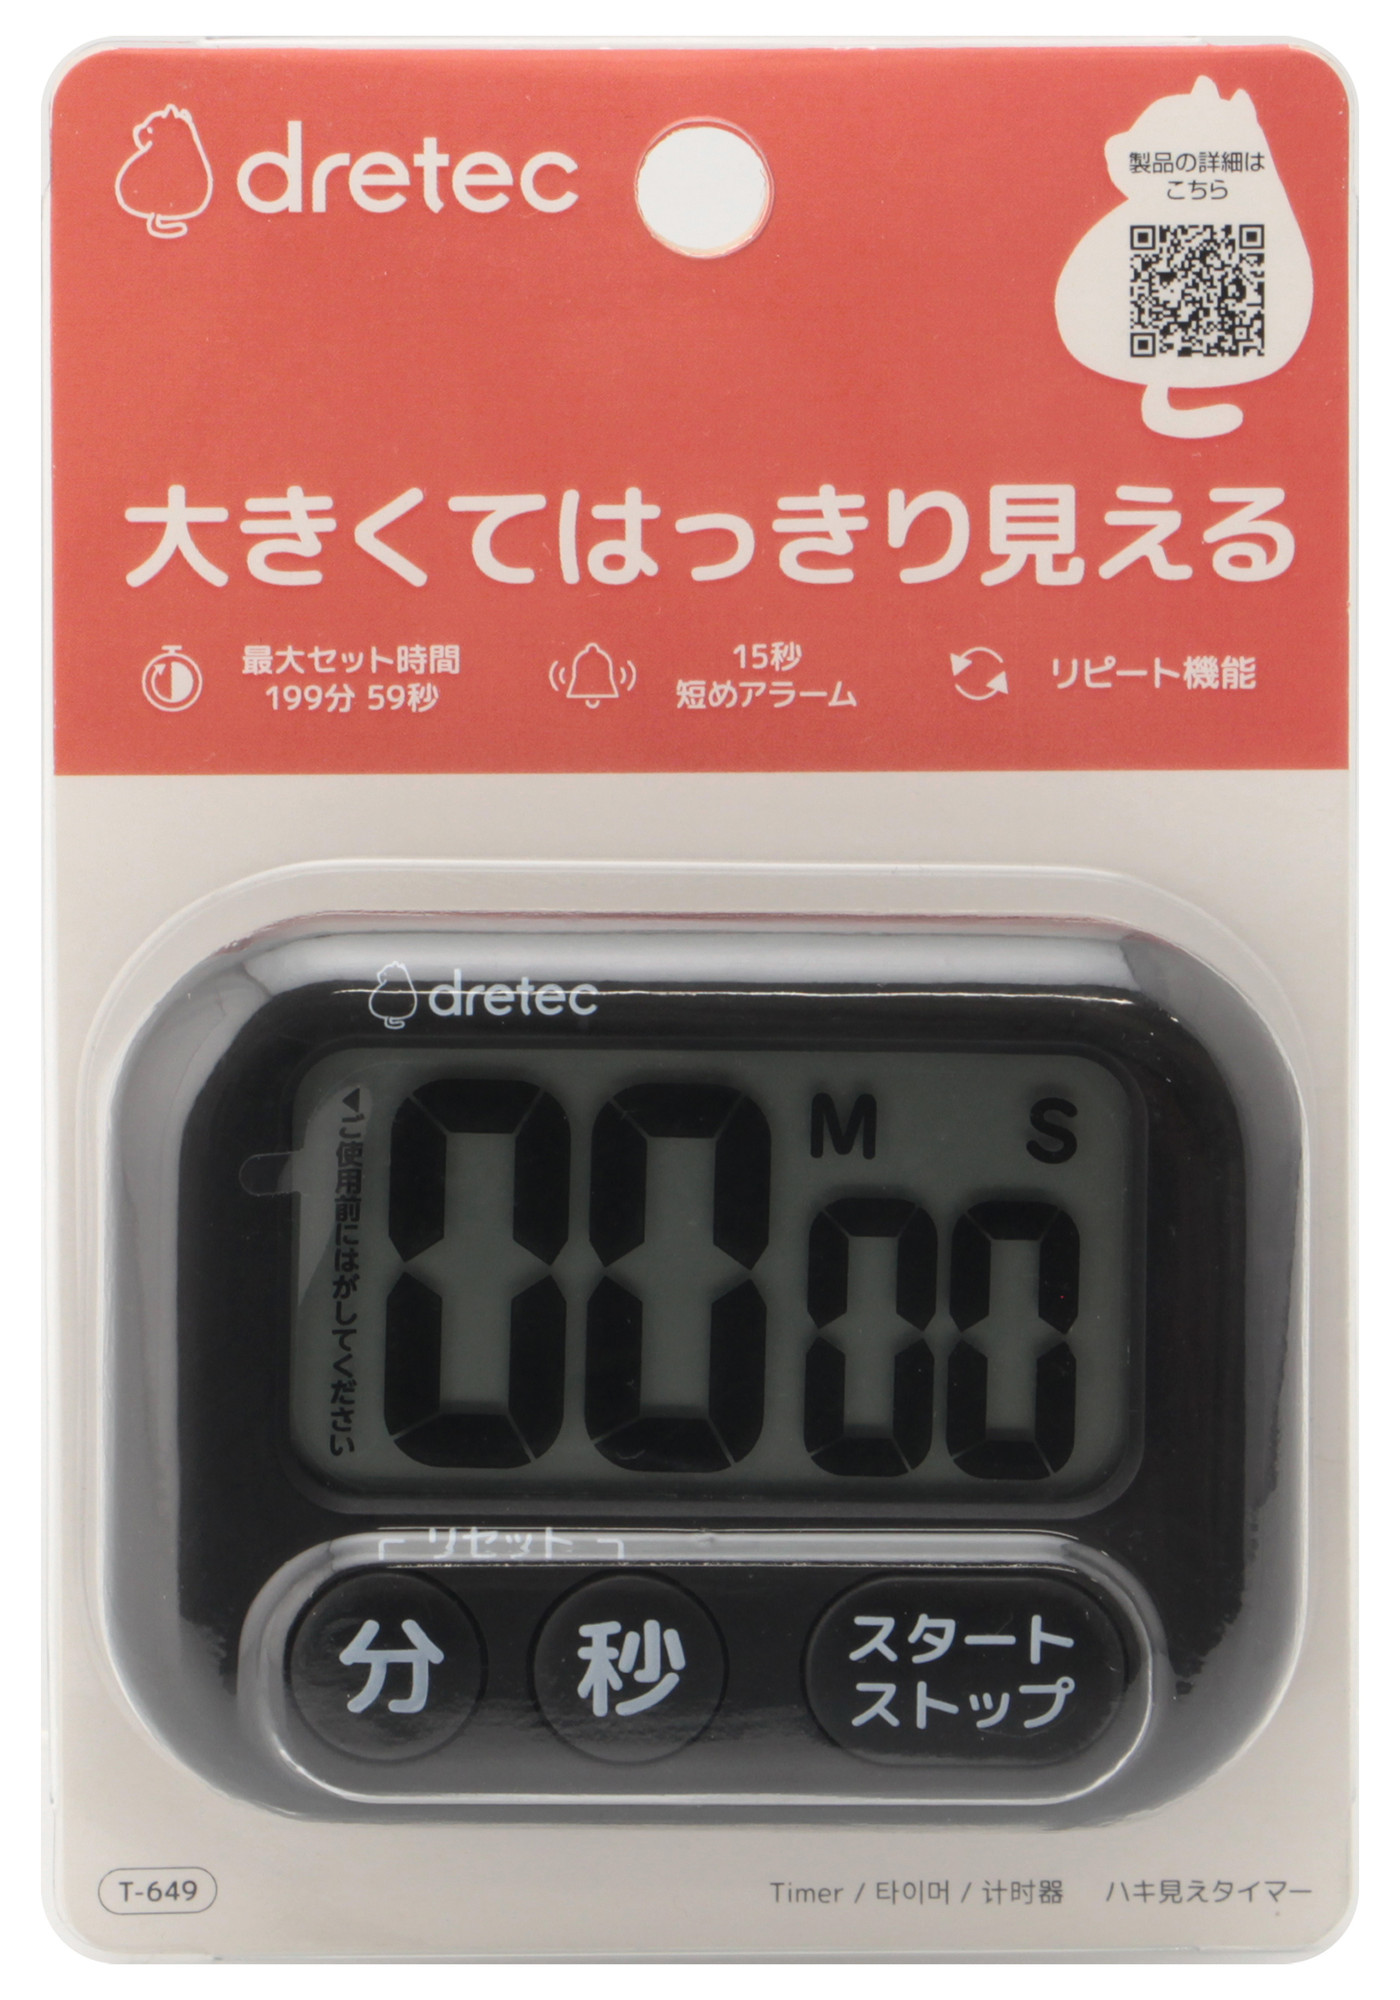 dretec
製品の詳細は
こちら
大きくてはっきり見える
最大セット時間
199分 59秒
15秒
短めアラーム
リピート機能
dretec
◀ご使用前にはがしてください
M S
00 00
リセット
分
秒
スタート
ストップ
T-649
Timer / 타이머 / 计时器 ハキ見えタイマー